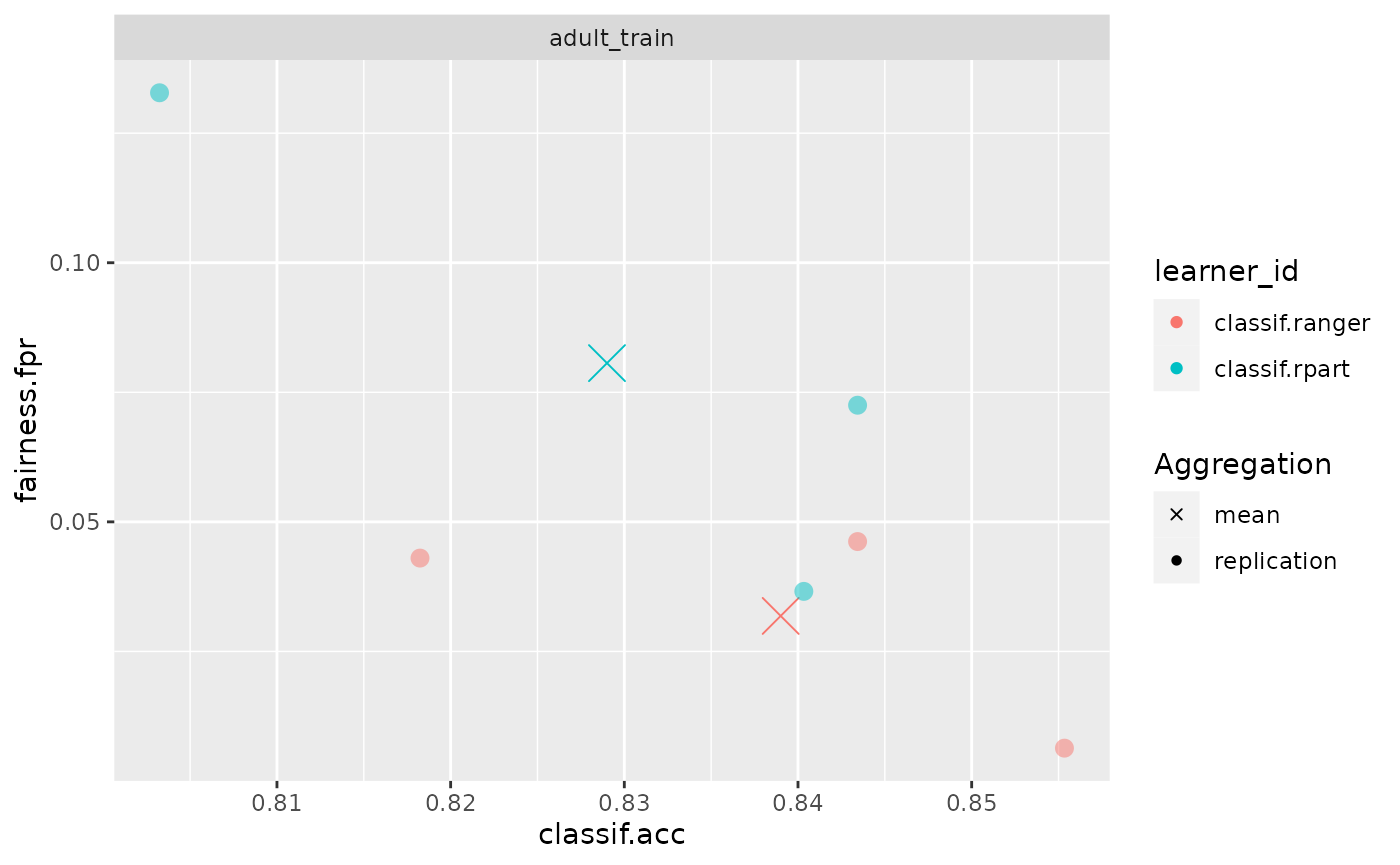 adult_train
fairness.fpr
0.10
0.05
0.81
0.82
0.83
0.84
0.85
classif.acc
learner_id
classif.ranger
classif.rpart
Aggregation
mean
replication